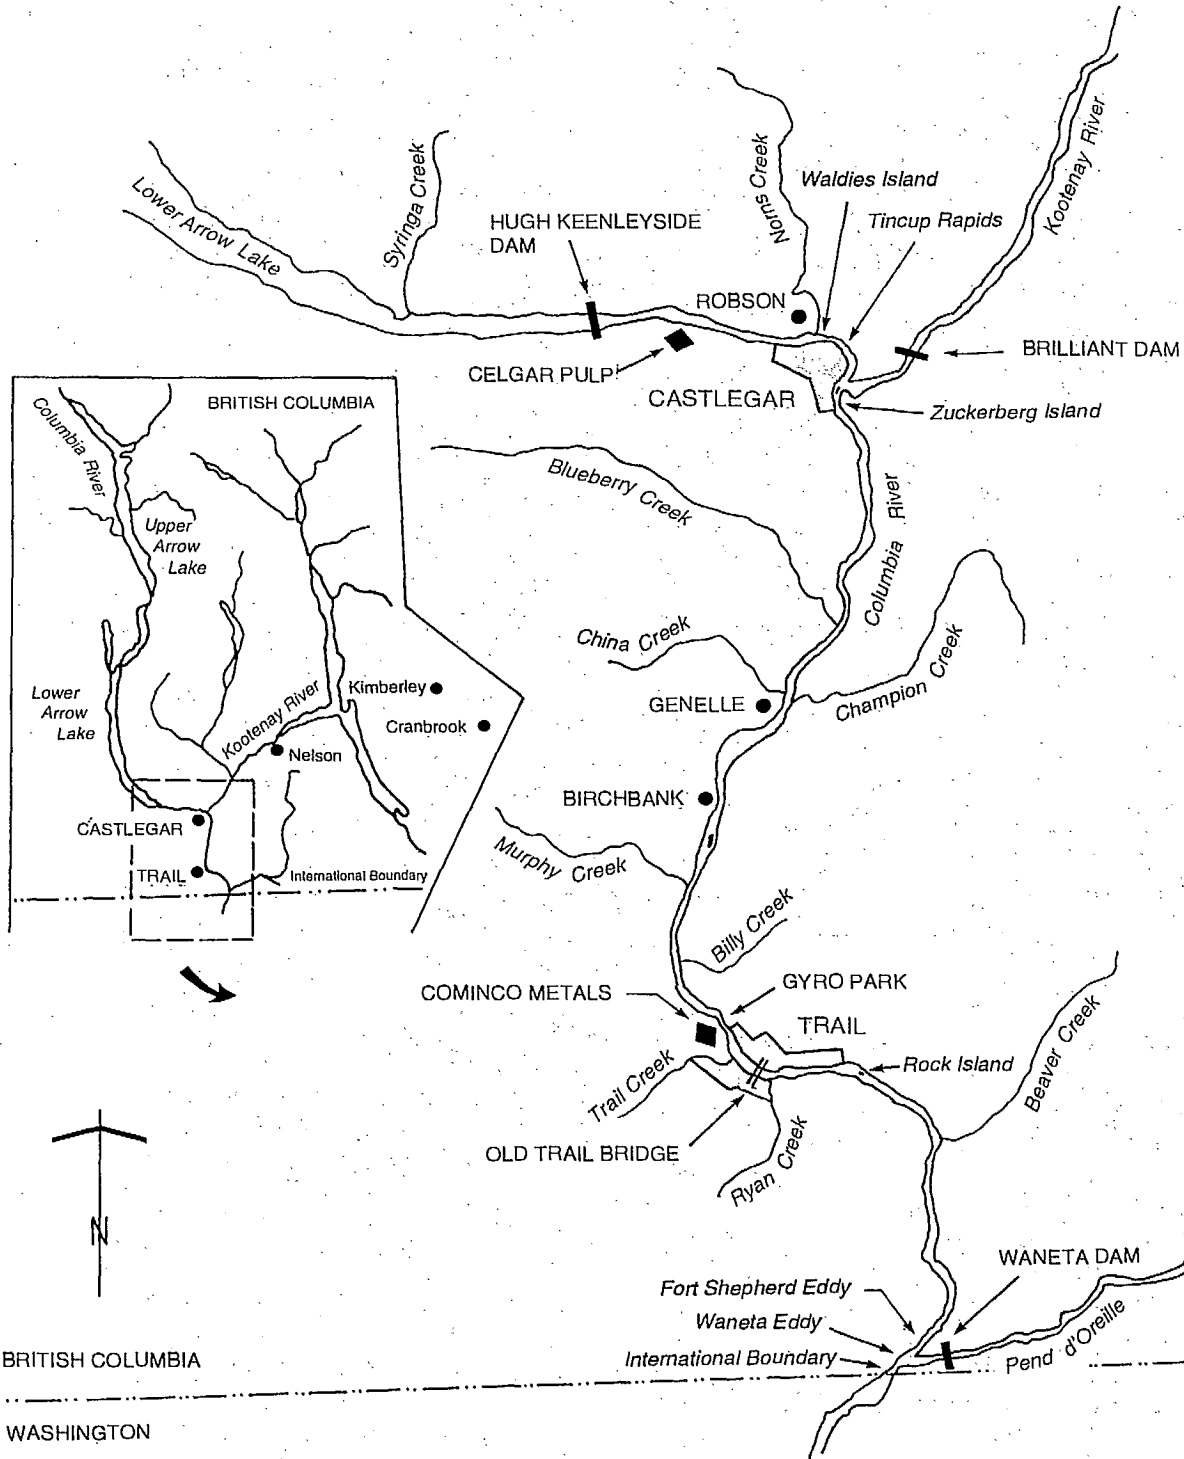 Kootenay River
Norns Creek
Syringa Creek
Waldies Island
Lower Arrow Lake
HUGH KEENLEYSIDE
DAM
Tincup Rapids
ROBSON
BRILLIANT DAM
CELGAR PULP
CASTLEGAR
Zuckerberg Island
BRITISH COLUMBIA
Columbia River
Upper
Arrow
Lake
Lower
Arrow
Lake
Kootenay River
Kimberley
Cranbrook
Nelson
CASTLEGAR
TRAIL
International Boundary
Blueberry Creek
Columbia River
China Creek
Champion Creek
GENELLE
BIRCHBANK
Murphy Creek
Billy Creek
COMINCO METALS
GYRO PARK
TRAIL
Rock Island
Beaver Creek
Trail Creek
OLD TRAIL BRIDGE
Ryan Creek
N
WANETA DAM
Fort Shepherd Eddy
Waneta Eddy
International Boundary
Pend d'Oreille
BRITISH COLUMBIA
WASHINGTON